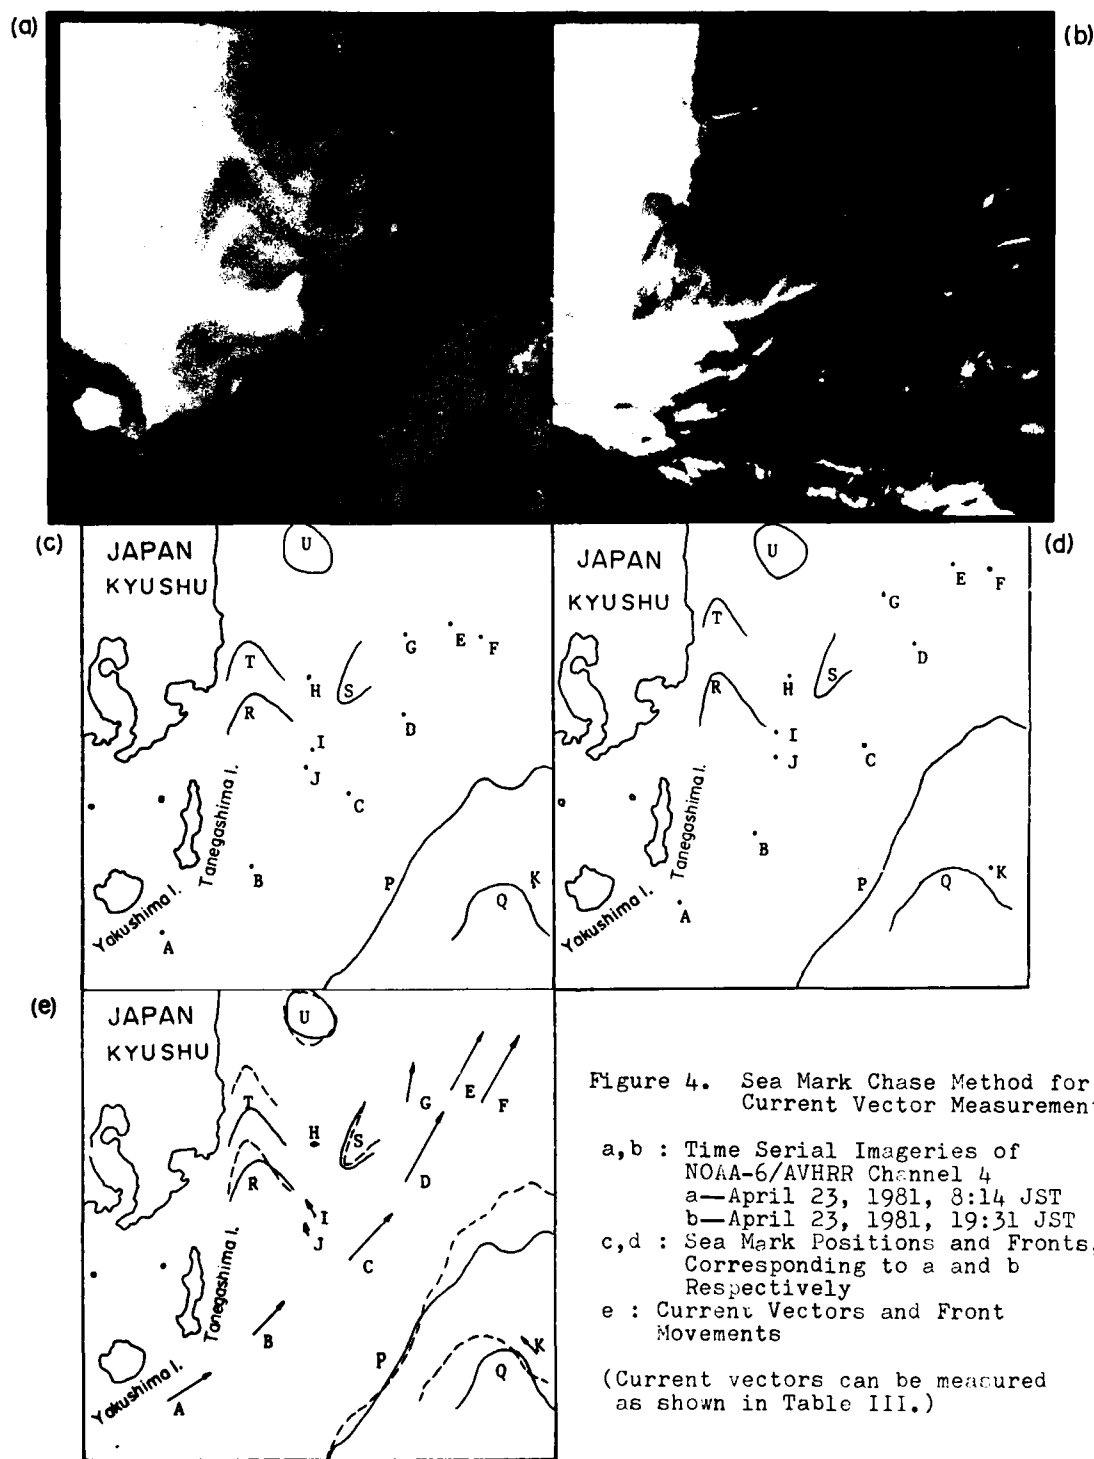 (a)
(b)
(c)
JAPAN
KYUSHU
U
T
R
H
S
G
E
F
D
I
J
C
B
P
K
Q
Tanegashima I.
Yakushima I.
A
(d)
JAPAN
KYUSHU
U
T
R
H
S
G
E
F
D
I
J
C
B
P
K
Q
Tanegashima I.
Yakushima I.
A
(e)
JAPAN
KYUSHU
U
T
R
H
S
G
E
F
D
I
J
C
B
P
K
Q
Tanegashima I.
Yakushima I.
A
Figure 4. Sea Mark Chase Method for
Current Vector Measurement
a,b : Time Serial Imageries of
NOAA-6/AVHRR Channel 4
a—April 23, 1981, 8:14 JST
b—April 23, 1981, 19:31 JST
c,d : Sea Mark Positions and Fronts,
Corresponding to a and b
Respectively
e : Current Vectors and Front
Movements
(Current vectors can be measured
as shown in Table III.)